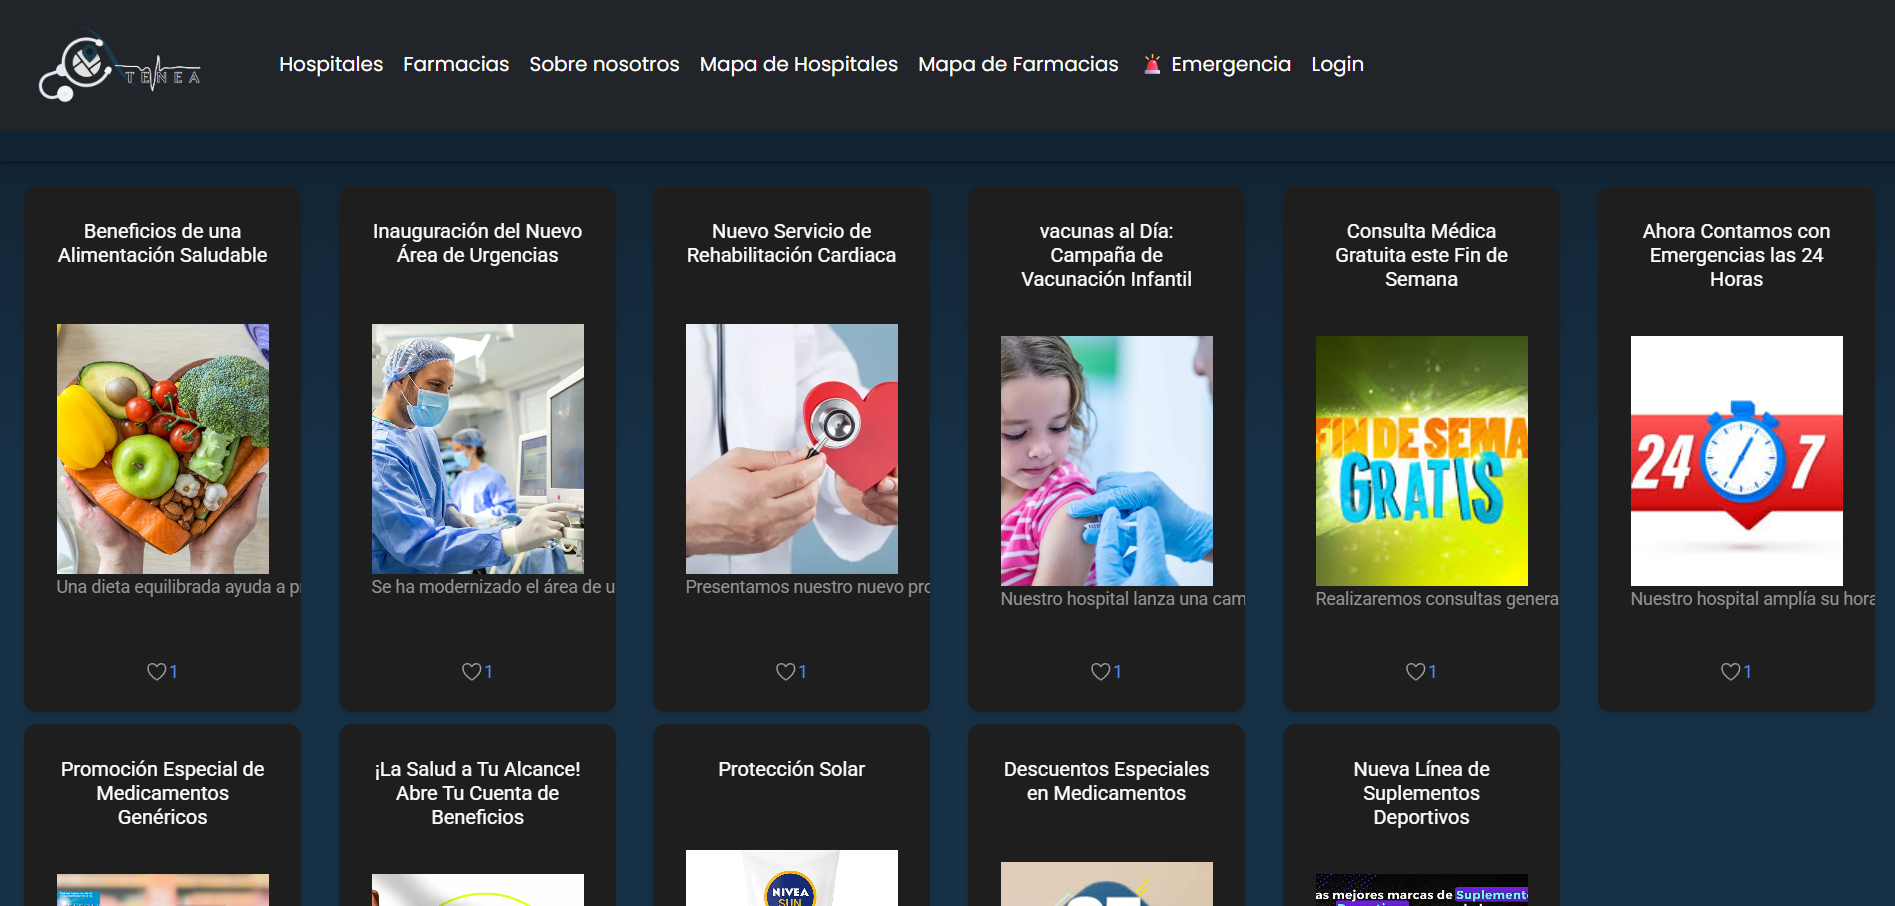 TENEA
Hospitales
Farmacias
Sobre nosotros
Mapa de Hospitales
Mapa de Farmacias
Emergencia
Login
Beneficios de una
Alimentación Saludable
Una dieta equilibrada ayuda a p
1
Inauguración del Nuevo
Área de Urgencias
Se ha modernizado el área de u
1
Nuevo Servicio de
Rehabilitación Cardiaca
Presentamos nuestro nuevo pro
1
vacunas al Día:
Campaña de
Vacunación Infantil
Nuestro hospital lanza una cam
1
Consulta Médica
Gratuita este Fin de
Semana
FIN DE SEMA
GRATIS
Realizaremos consultas genera
1
Ahora Contamos con
Emergencias las 24
Horas
24 7
Nuestro hospital amplía su hora
1
Promoción Especial de
Medicamentos
Genéricos
¡La Salud a Tu Alcance!
Abre Tu Cuenta de
Beneficios
Protección Solar
NIVEA
SUN
Descuentos Especiales
en Medicamentos
Nueva Línea de
Suplementos
Deportivos
as mejores marcas de Suplement